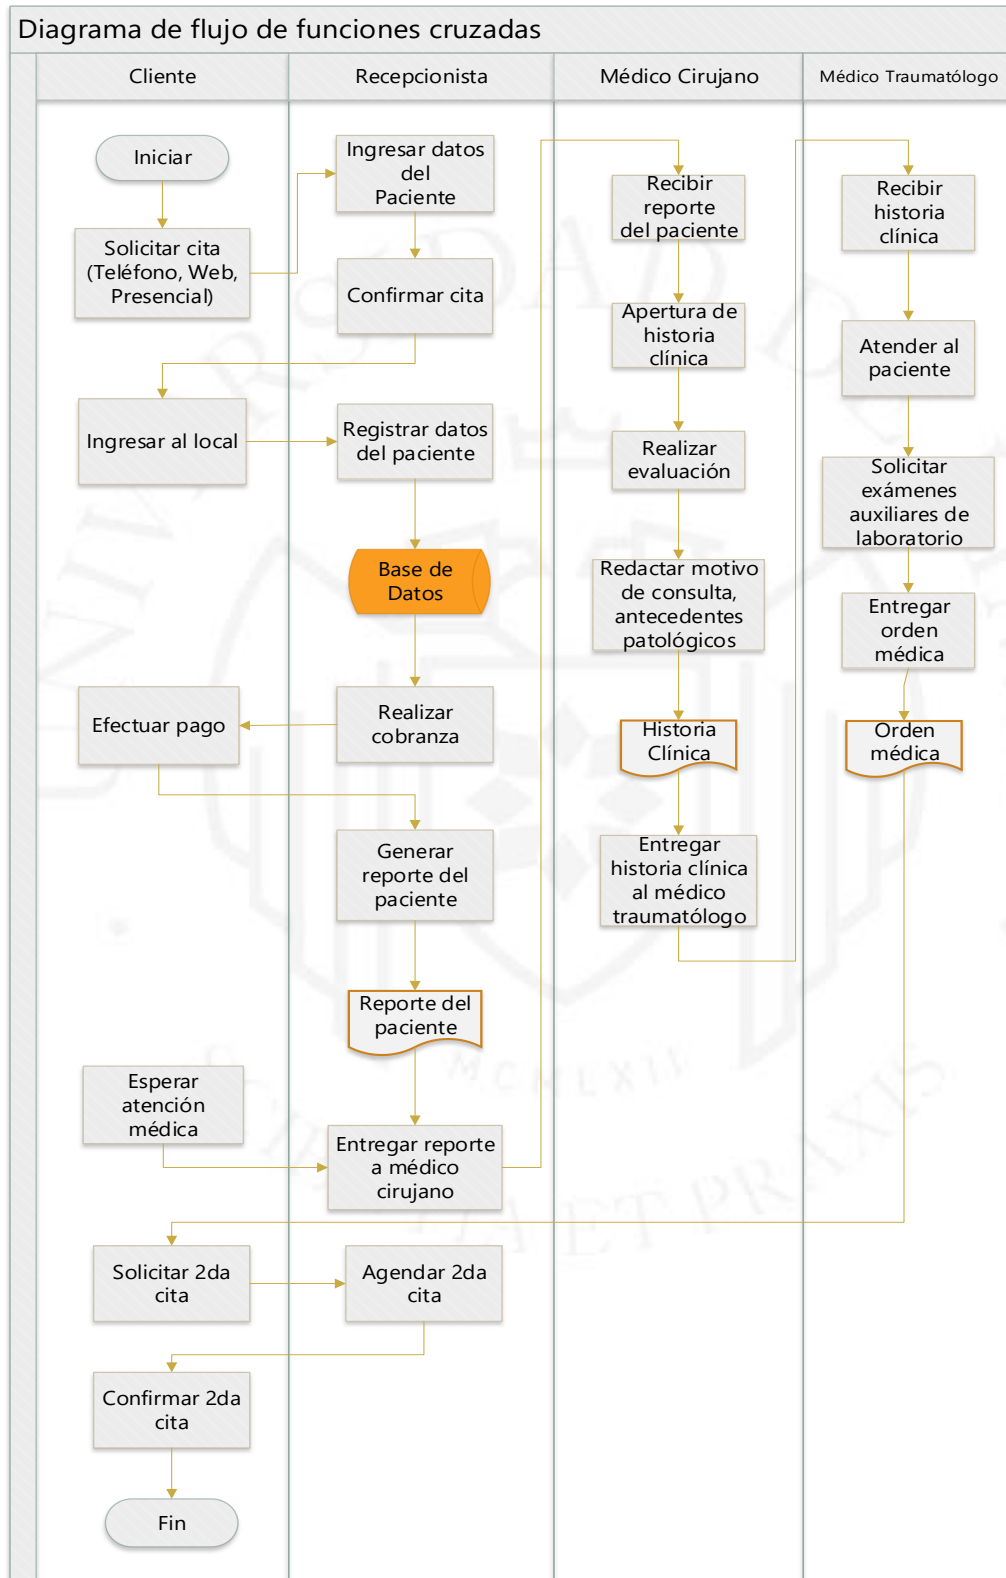 Diagrama de flujo de funciones cruzadas
Cliente
Recepcionista
Médico Cirujano
Médico Traumatólogo
Iniciar
Solicitar cita
(Teléfono, Web,
Presencial)
Ingresar datos
del
Paciente
Confirmar cita
Ingresar al local
Registrar datos
del paciente
Base de
Datos
Realizar
cobranza
Efectuar pago
Generar
reporte del
paciente
Reporte del
paciente
Esperar
atención
médica
Entregar reporte
a médico
cirujano
Recibir
reporte
del paciente
Apertura de
historia
clínica
Realizar
evaluación
Redactar motivo
de consulta,
antecedentes
patológicos
Historia
Clínica
Entregar
historia clínica
al médico
traumatólogo
Recibir
historia
clínica
Atender al
paciente
Solicitar
exámenes
auxiliares de
laboratorio
Entregar
orden
médica
Orden
médica
Solicitar 2da
cita
Agendar 2da
cita
Confirmar 2da
cita
Fin
UNIVERSIDAD DE
MCMLXII
ET PRAXIS